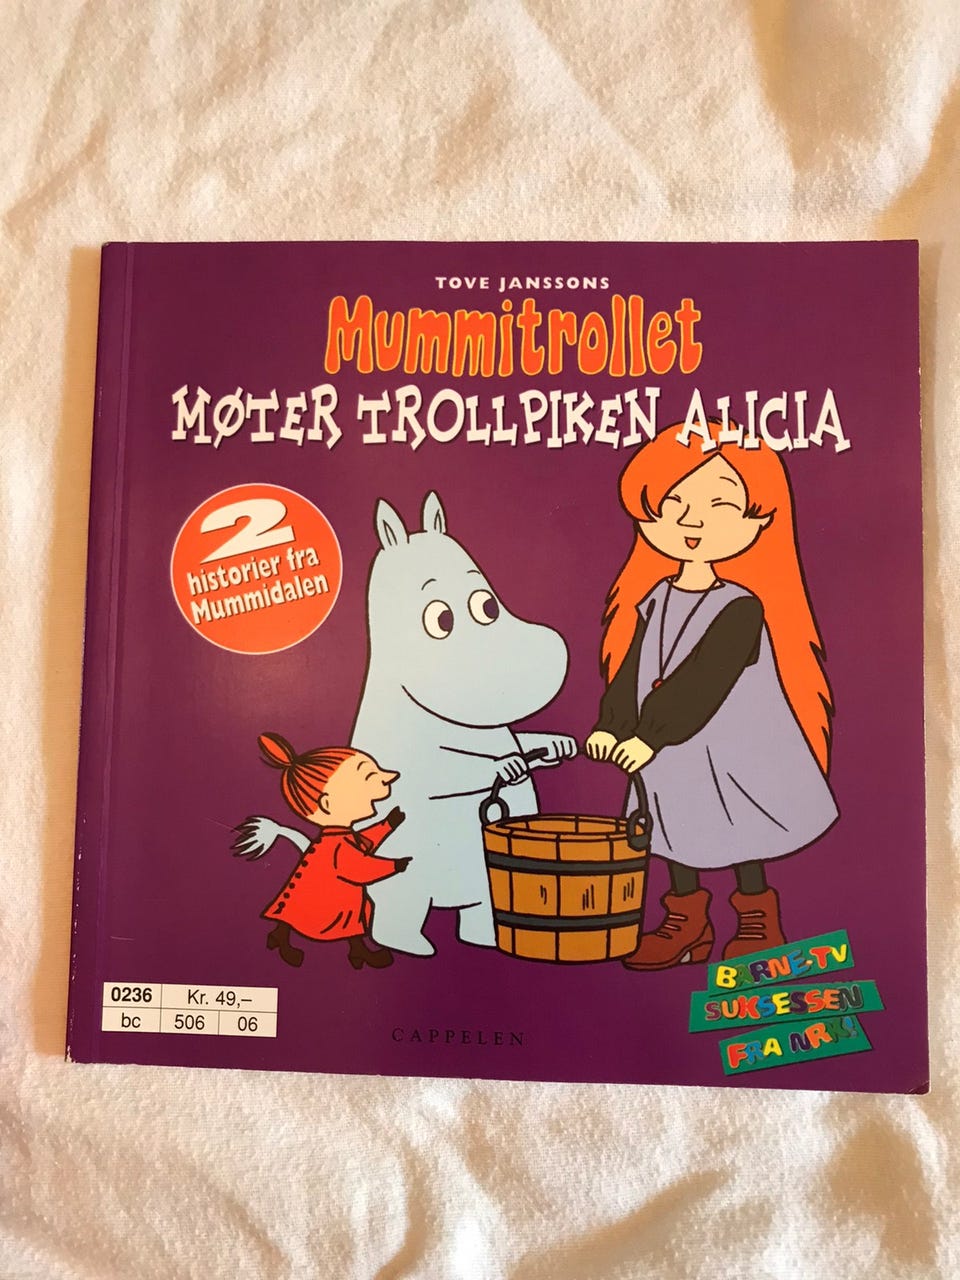 TOVE JANSSONS
Mummitrollet
MØTER TROLLPIKEN ALICIA
2
historier fra
Mummidalen
BARNE-TV
SUKSESSEN
FRA NRK!
0236 Kr. 49,–
bc 506 06
CAPPELEN